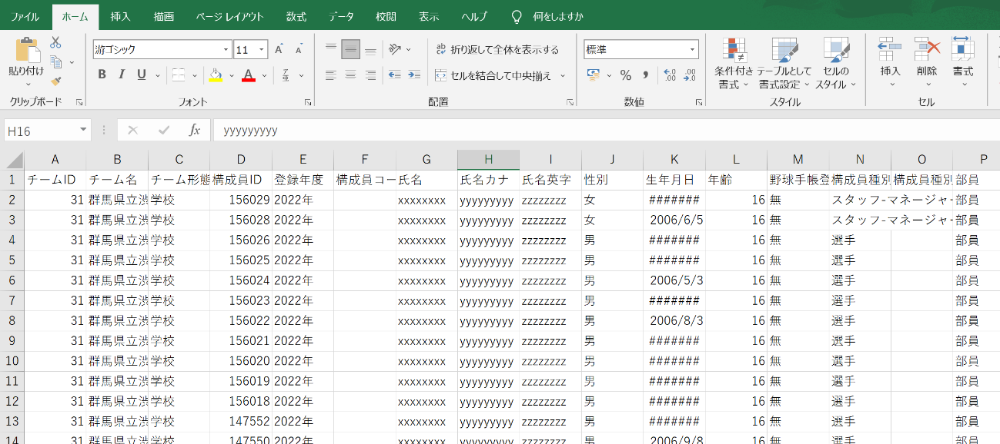 ファイル ホーム 挿入 描画 ページ レイアウト 数式 データ 校閲 表示 ヘルプ 何をしますか
貼り付け
クリップボード
游ゴシック 11 A A
B I U A 亜
フォント
ab 折り返して全体を表示する
セルを結合して中央揃え
配置
標準
% 9 .00 .00
数値
条件付き書式
テーブルとして書式設定
セルのスタイル
スタイル
挿入 削除 書式
セル
H16 fx yyyyyyyyy
A B C D E F G H I J K L M N O P
1 チームID チーム名 チーム形態 構成員ID 登録年度 構成員コー 氏名 氏名カナ 氏名英字 性別 生年月日 年齢 野球手帳登 構成員種別 構成員種別 部員
2 31 群馬県立渋 学校 156029 2022年 xxxxxxxx yyyyyyyyy zzzzzzzz 女 ####### 16 無 スタッフ-マネージャー 部員
3 31 群馬県立渋 学校 156028 2022年 xxxxxxxx yyyyyyyyy zzzzzzzz 女 2006/6/5 16 無 スタッフ-マネージャー 部員
4 31 群馬県立渋 学校 156026 2022年 xxxxxxxx yyyyyyyyy zzzzzzzz 男 ####### 16 無 選手 部員
5 31 群馬県立渋 学校 156025 2022年 xxxxxxxx yyyyyyyyy zzzzzzzz 男 ####### 16 無 選手 部員
6 31 群馬県立渋 学校 156024 2022年 xxxxxxxx yyyyyyyyy zzzzzzzz 男 2006/5/3 16 無 選手 部員
7 31 群馬県立渋 学校 156023 2022年 xxxxxxxx yyyyyyyyy zzzzzzzz 男 ####### 16 無 選手 部員
8 31 群馬県立渋 学校 156022 2022年 xxxxxxxx yyyyyyyyy zzzzzzzz 男 2006/8/3 16 無 選手 部員
9 31 群馬県立渋 学校 156021 2022年 xxxxxxxx yyyyyyyyy zzzzzzzz 男 ####### 16 無 選手 部員
10 31 群馬県立渋 学校 156020 2022年 xxxxxxxx yyyyyyyyy zzzzzzzz 男 ####### 16 無 選手 部員
11 31 群馬県立渋 学校 156019 2022年 xxxxxxxx yyyyyyyyy zzzzzzzz 男 ####### 16 無 選手 部員
12 31 群馬県立渋 学校 156018 2022年 xxxxxxxx yyyyyyyyy zzzzzzzz 男 ####### 16 無 選手 部員
13 31 群馬県立渋 学校 147552 2022年 xxxxxxxx yyyyyyyyy zzzzzzzz 男 ####### 16 無 選手 部員
14 31 群馬県立渋 学校 147550 2022年 xxxxxxxx yyyyyyyyy zzzzzzzz 男 2006/9/8 16 無 選手 部員